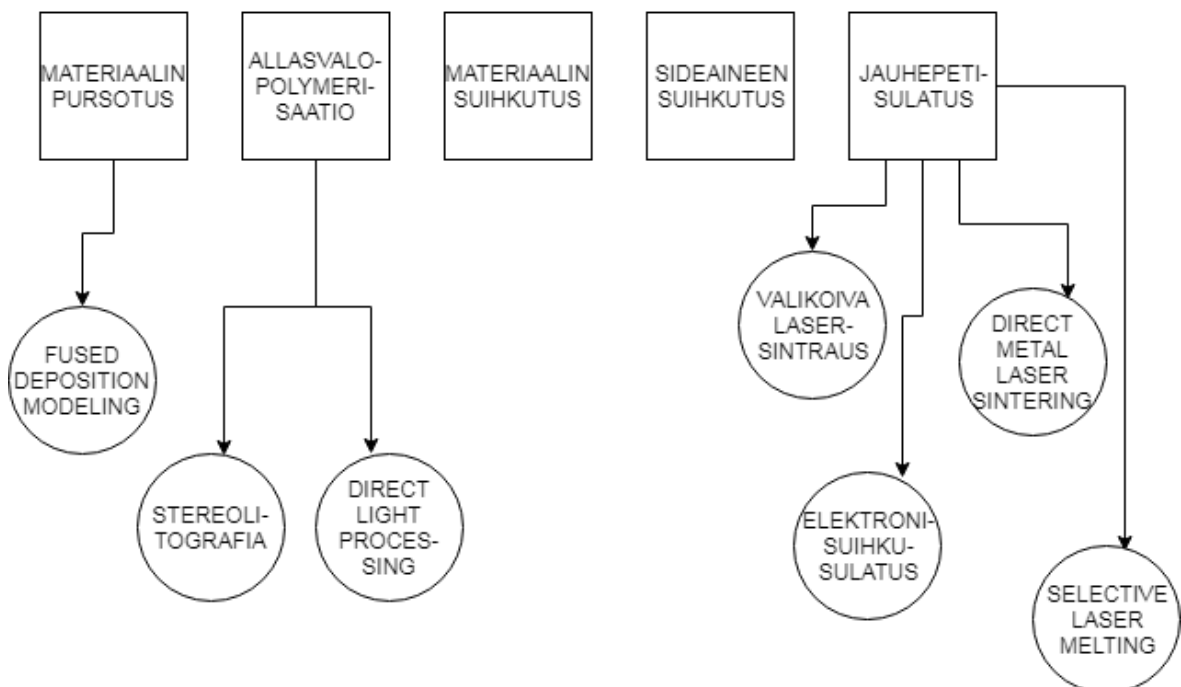 MATERIAALIN
PURSOTUS
ALLASVALO-
POLYMERI-
SAATIO
MATERIAALIN
SUIHKUTUS
SIDEAINEEN
SUIHKUTUS
JAUHEPETI-
SULATUS
FUSED
DEPOSITION
MODELING
STEREOLI-
TOGRAFIA
DIRECT
LIGHT
PROCES-
SING
VALIKOIVA
LASER-
SINTRAUS
ELEKTRONI-
SUIHKU-
SULATUS
DIRECT
METAL
LASER
SINTERING
SELECTIVE
LASER
MELTING